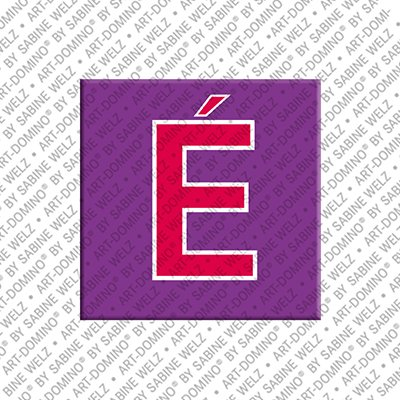 É
ART-DOMINO® BY SABINE WELZ